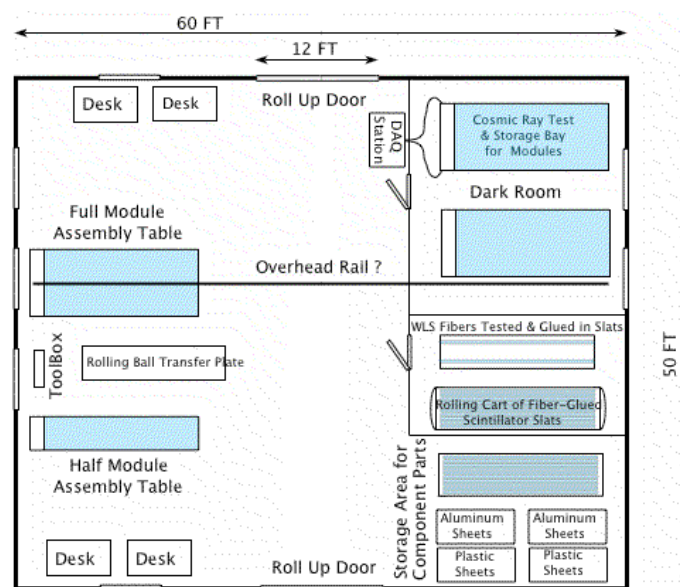 60 FT
12 FT
Desk
Desk
Roll Up Door
DAQ
Station
Cosmic Ray Test
& Storage Bay
for Modules
Dark Room
Full Module
Assembly Table
Overhead Rail ?
WLS Fibers Tested & Glued in Slats
50 FT
ToolBox
Rolling Ball Transfer Plate
Rolling Cart of Fiber-Glued
Scintillator Slats
Half Module
Assembly Table
Storage Area for
Component Parts
Aluminum
Sheets
Aluminum
Sheets
Plastic
Sheets
Plastic
Sheets
Desk
Desk
Roll Up Door